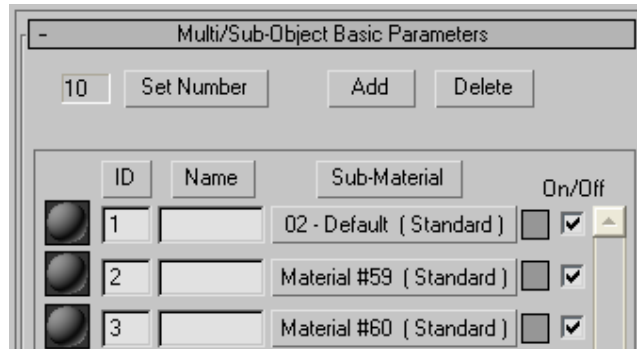 - Multi/Sub-Object Basic Parameters
10 Set Number Add Delete
ID Name Sub-Material On/Off
1 02 - Default ( Standard )
2 Material #59 ( Standard )
3 Material #60 ( Standard )